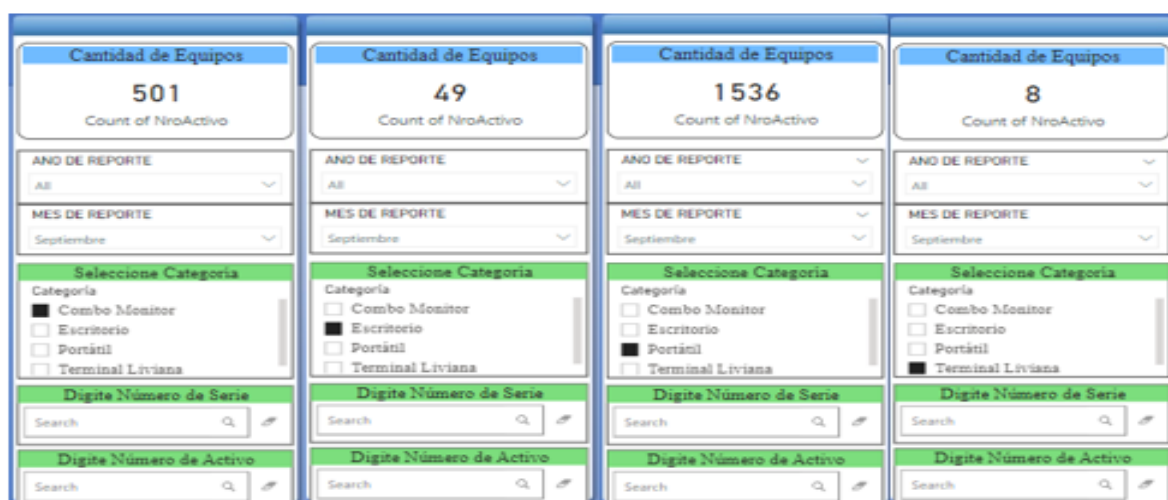 Cantidad de Equipos
501
Count of NroActivo
ANO DE REPORTE
All
MES DE REPORTE
Septiembre
Seleccione Categoría
Categoría
Combo Monitor
Escritorio
Portátil
Terminal Liviana
Digite Número de Serie
Search
Digite Número de Activo
Search
Cantidad de Equipos
49
Count of NroActivo
ANO DE REPORTE
All
MES DE REPORTE
Septiembre
Seleccione Categoría
Categoría
Combo Monitor
Escritorio
Portátil
Terminal Liviana
Digite Número de Serie
Search
Digite Número de Activo
Search
Cantidad de Equipos
1536
Count of NroActivo
ANO DE REPORTE
All
MES DE REPORTE
Septiembre
Seleccione Categoría
Categoría
Combo Monitor
Escritorio
Portátil
Terminal Liviana
Digite Número de Serie
Search
Digite Número de Activo
Search
Cantidad de Equipos
8
Count of NroActivo
ANO DE REPORTE
All
MES DE REPORTE
Septiembre
Seleccione Categoría
Categoría
Combo Monitor
Escritorio
Portátil
Terminal Liviana
Digite Número de Serie
Search
Digite Número de Activo
Search